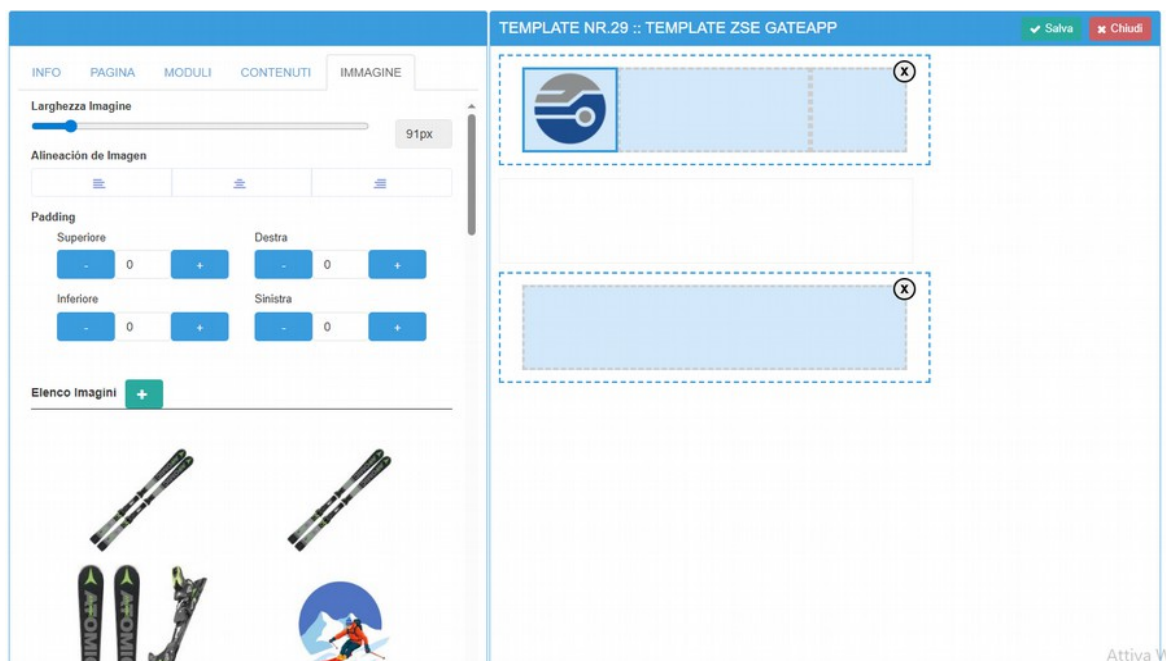 TEMPLATE NR.29 :: TEMPLATE ZSE GATEAPP
Salva
Chiudi
INFO PAGINA MODULI CONTENUTI IMMAGINE
Larghezza Imagine
91px
Alineación de Imagen
Padding
Superiore Destra
- 0 + - 0 +
Inferiore Sinistra
- 0 + - 0 +
Elenco Imagini +
X
X
ATOMIC
Attiva